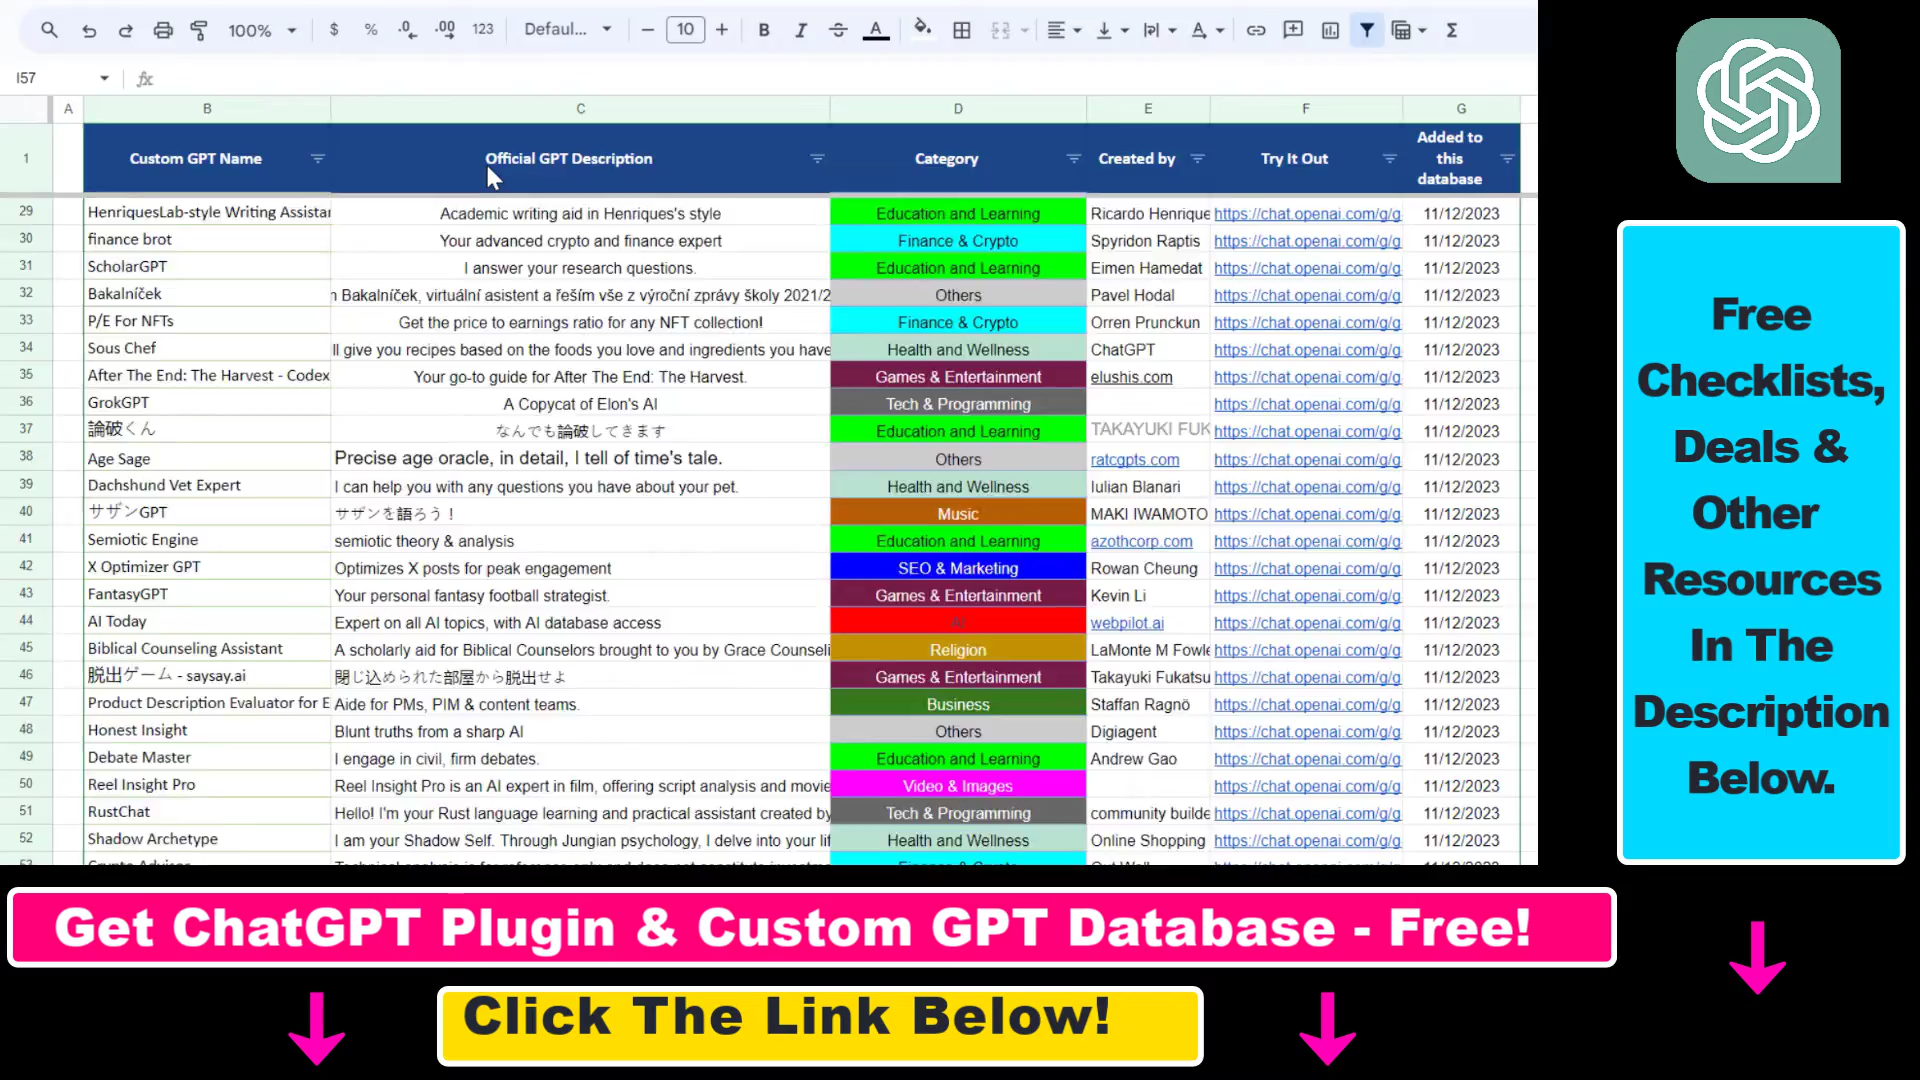 100% $ % .0 .00 123 Defaul... — 10 + B I A Σ
I57 fx
A B C D E F G
1 Custom GPT Name Official GPT Description Category Created by Try It Out Added to this database
29 HenriquesLab-style Writing Assistar Academic writing aid in Henriques's style Education and Learning Ricardo Henrique https://chat.openai.com/g/g 11/12/2023
30 finance brot Your advanced crypto and finance expert Finance & Crypto Spyridon Raptis https://chat.openai.com/g/g 11/12/2023
31 ScholarGPT I answer your research questions. Education and Learning Eimen Hamedat https://chat.openai.com/g/g 11/12/2023
32 Bakalníček n Bakalníček, virtuální asistent a řeším vše z výroční zprávy školy 2021/2 Others Pavel Hodal https://chat.openai.com/g/g 11/12/2023
33 P/E For NFTs Get the price to earnings ratio for any NFT collection! Finance & Crypto Orren Prunckun https://chat.openai.com/g/g 11/12/2023
34 Sous Chef ll give you recipes based on the foods you love and ingredients you have Health and Wellness ChatGPT https://chat.openai.com/g/g 11/12/2023
35 After The End: The Harvest - Codex Your go-to guide for After The End: The Harvest. Games & Entertainment elushis.com https://chat.openai.com/g/g 11/12/2023
36 GrokGPT A Copycat of Elon's AI Tech & Programming https://chat.openai.com/g/g 11/12/2023
37 論破くん なんでも論破してきます Education and Learning TAKAYUKI FUK https://chat.openai.com/g/g 11/12/2023
38 Age Sage Precise age oracle, in detail, I tell of time's tale. Others ratcgpts.com https://chat.openai.com/g/g 11/12/2023
39 Dachshund Vet Expert I can help you with any questions you have about your pet. Health and Wellness Iulian Blanari https://chat.openai.com/g/g 11/12/2023
40 サザンGPT サザンを語ろう！ Music MAKI IWAMOTO https://chat.openai.com/g/g 11/12/2023
41 Semiotic Engine semiotic theory & analysis Education and Learning azothcorp.com https://chat.openai.com/g/g 11/12/2023
42 X Optimizer GPT Optimizes X posts for peak engagement SEO & Marketing Rowan Cheung https://chat.openai.com/g/g 11/12/2023
43 FantasyGPT Your personal fantasy football strategist. Games & Entertainment Kevin Li https://chat.openai.com/g/g 11/12/2023
44 AI Today Expert on all AI topics, with AI database access AI webpilot.ai https://chat.openai.com/g/g 11/12/2023
45 Biblical Counseling Assistant A scholarly aid for Biblical Counselors brought to you by Grace Counseli Religion LaMonte M Fowle https://chat.openai.com/g/g 11/12/2023
46 脱出ゲーム - saysay.ai 閉じ込められた部屋から脱出せよ Games & Entertainment Takayuki Fukatsu https://chat.openai.com/g/g 11/12/2023
47 Product Description Evaluator for E Aide for PMs, PIM & content teams. Business Staffan Ragnö https://chat.openai.com/g/g 11/12/2023
48 Honest Insight Blunt truths from a sharp AI Others Digiagent https://chat.openai.com/g/g 11/12/2023
49 Debate Master I engage in civil, firm debates. Education and Learning Andrew Gao https://chat.openai.com/g/g 11/12/2023
50 Reel Insight Pro Reel Insight Pro is an AI expert in film, offering script analysis and movie Video & Images https://chat.openai.com/g/g 11/12/2023
51 RustChat Hello! I'm your Rust language learning and practical assistant created by Tech & Programming community builde https://chat.openai.com/g/g 11/12/2023
52 Shadow Archetype I am your Shadow Self. Through Jungian psychology, I delve into your lif Health and Wellness Online Shopping https://chat.openai.com/g/g 11/12/2023
Free
Checklists,
Deals &
Other
Resources
In The
Description
Below.
Get ChatGPT Plugin & Custom GPT Database - Free!
Click The Link Below!